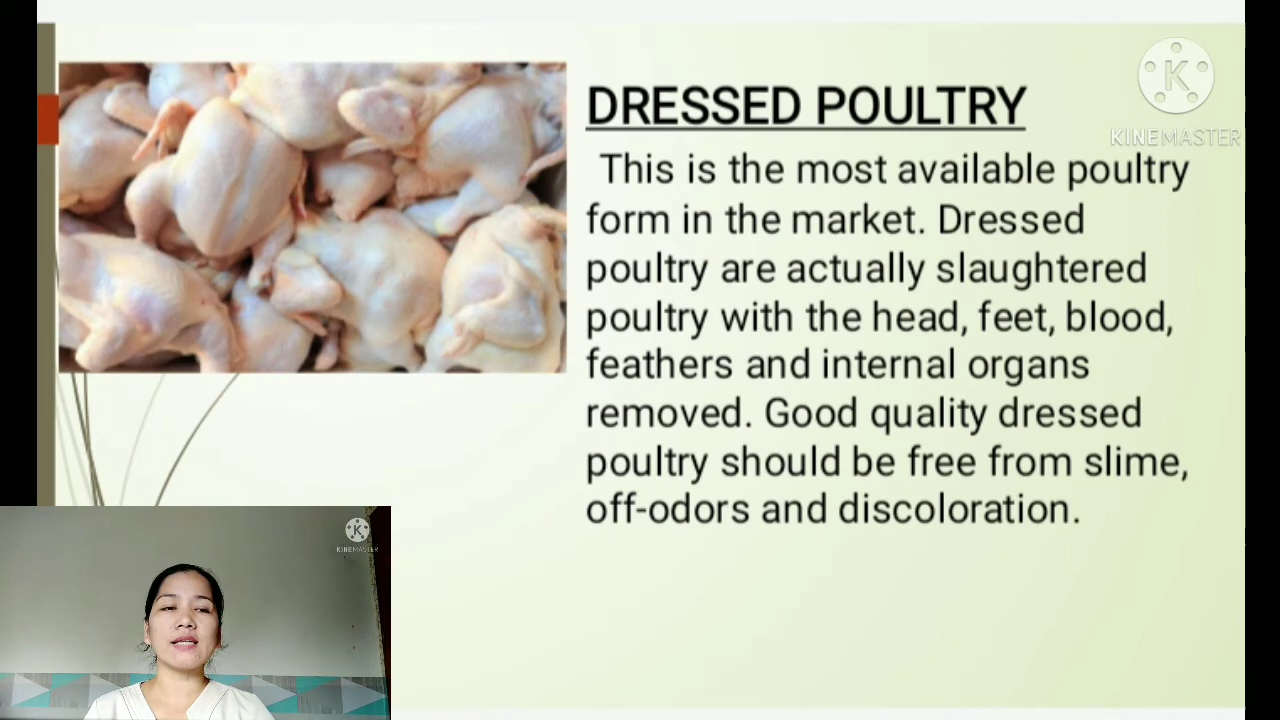 DRESSED POULTRY
This is the most available poultry
form in the market. Dressed
poultry are actually slaughtered
poultry with the head, feet, blood,
feathers and internal organs
removed. Good quality dressed
poultry should be free from slime,
off-odors and discoloration.
K
KINEMASTER
K
KINEMASTER